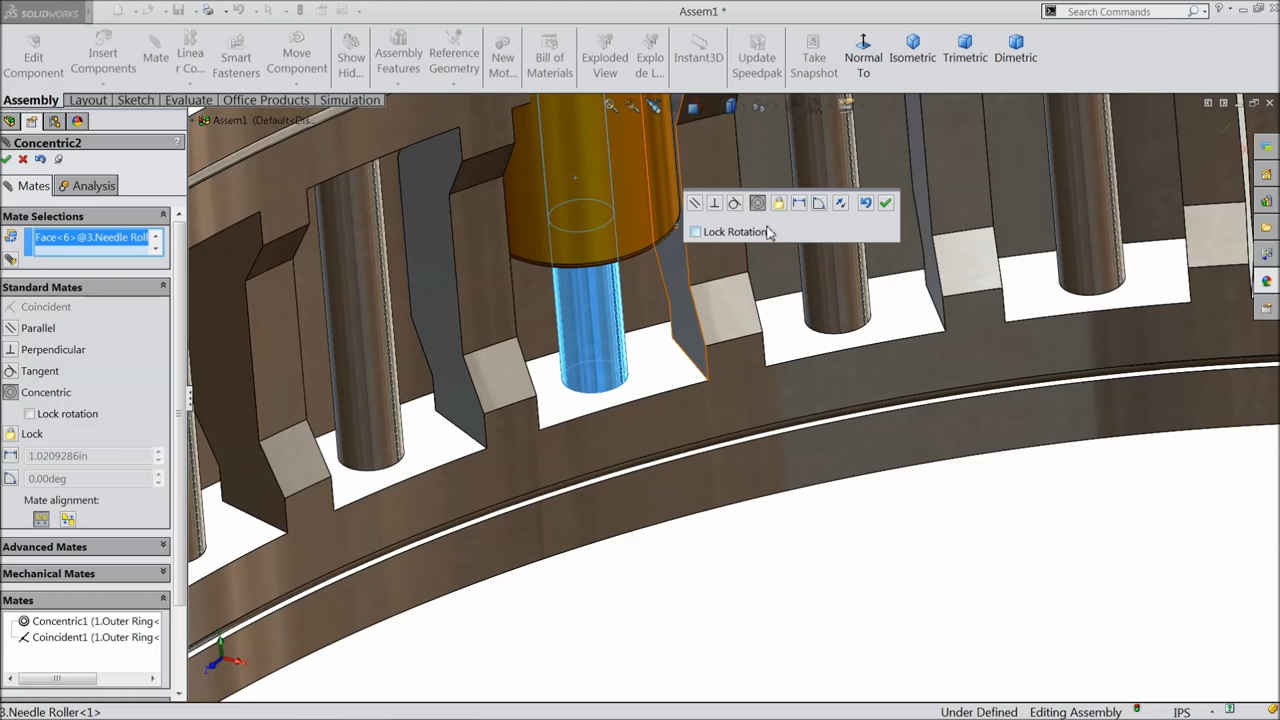 SOLIDWORKS
Assem1 *
Search Commands
Edit Component
Insert Components
Mate
Linea r Co...
Smart Fasteners
Move Component
Show Hid...
Assembly Features
Reference Geometry
New Mot...
Bill of Materials
Exploded View
Explo de L...
Instant3D
Update Speedpak
Take Snapshot
Normal To
Isometric
Trimetric
Dimetric
Assembly
Layout
Sketch
Evaluate
Office Products
Simulation
Assem1 (Default<Dis...
Concentric2
?
Mates
Analysis
Mate Selections
Face<6>@3.Needle Roll
Standard Mates
Coincident
Parallel
Perpendicular
Tangent
Concentric
Lock rotation
Lock
1.0209286in
0.00deg
Mate alignment:
Advanced Mates
Mechanical Mates
Mates
Concentric1 (1.Outer Ring<
Coincident1 (1.Outer Ring<
Lock Rotation
3.Needle Roller<1>
Under Defined
Editing Assembly
IPS